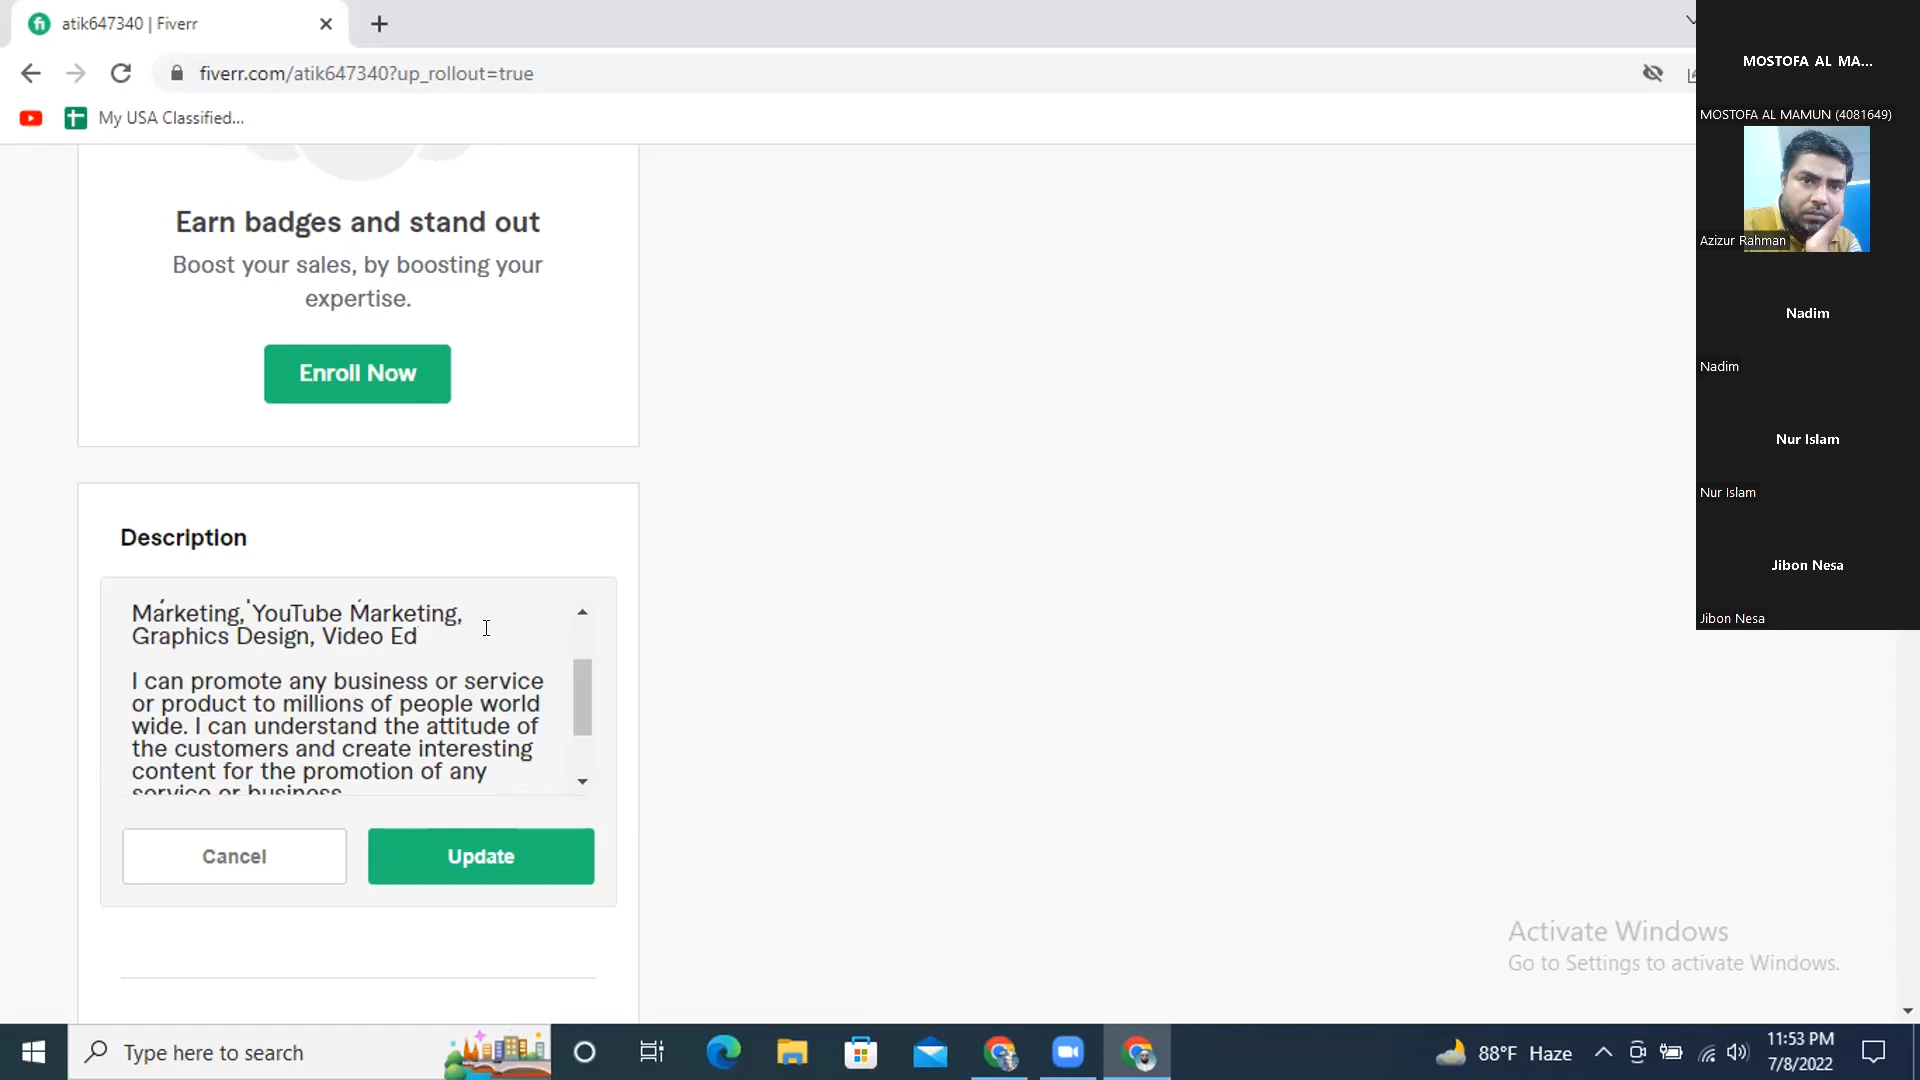 atik647340 | Fiverr
fiverr.com/atik647340?up_rollout=true
My USA Classified...
Earn badges and stand out
Boost your sales, by boosting your
expertise.
Enroll Now
Description
Marketing, YouTube Marketing,
Graphics Design, Video Ed
I can promote any business or service
or product to millions of people world
wide. I can understand the attitude of
the customers and create interesting
content for the promotion of any
service or business
Cancel
Update
MOSTOFA AL MA...
MOSTOFA AL MAMUN (4081649)
Azizur Rahman
Nadim
Nadim
Nur Islam
Nur Islam
Jibon Nesa
Jibon Nesa
Activate Windows
Go to Settings to activate Windows.
Type here to search
88°F Haze
11:53 PM
7/8/2022